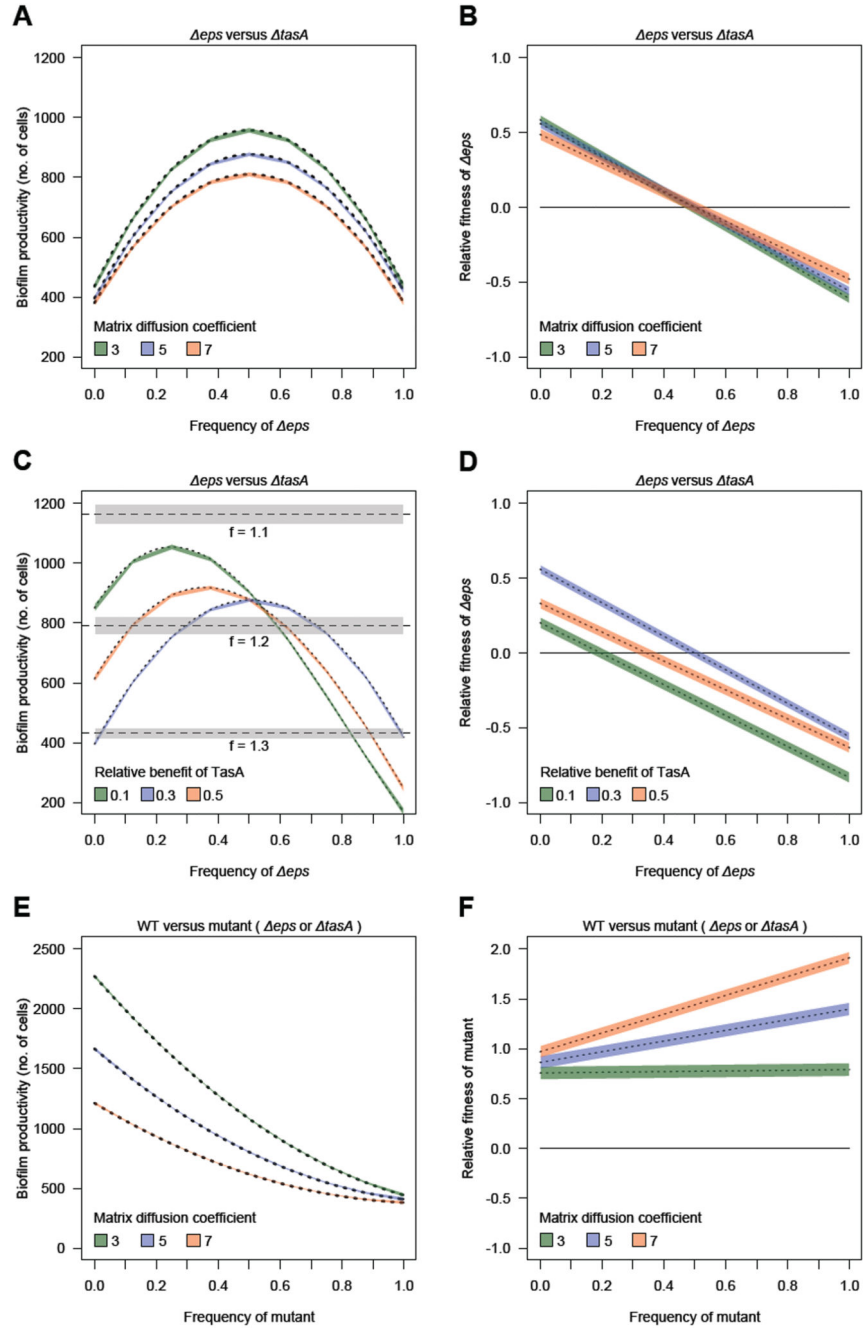 A
Δeps versus ΔtasA
Biofilm productivity (no. of cells)
1200
1000
800
600
400
200
Matrix diffusion coefficient
3 5 7
0.0 0.2 0.4 0.6 0.8 1.0
Frequency of Δeps
B
Δeps versus ΔtasA
Relative fitness of Δeps
1.0
0.5
0.0
-0.5
-1.0
Matrix diffusion coefficient
3 5 7
0.0 0.2 0.4 0.6 0.8 1.0
Frequency of Δeps
C
Δeps versus ΔtasA
Biofilm productivity (no. of cells)
1200
1000
800
600
400
200
f = 1.1
f = 1.2
f = 1.3
Relative benefit of TasA
0.1 0.3 0.5
0.0 0.2 0.4 0.6 0.8 1.0
Frequency of Δeps
D
Δeps versus ΔtasA
Relative fitness of Δeps
1.0
0.5
0.0
-0.5
-1.0
Relative benefit of TasA
0.1 0.3 0.5
0.0 0.2 0.4 0.6 0.8 1.0
Frequency of Δeps
E
WT versus mutant ( Δeps or ΔtasA )
Biofilm productivity (no. of cells)
2500
2000
1500
1000
500
0
Matrix diffusion coefficient
3 5 7
0.0 0.2 0.4 0.6 0.8 1.0
Frequency of mutant
F
WT versus mutant ( Δeps or ΔtasA )
Relative fitness of mutant
2.0
1.5
1.0
0.5
0.0
-0.5
-1.0
Matrix diffusion coefficient
3 5 7
0.0 0.2 0.4 0.6 0.8 1.0
Frequency of mutant